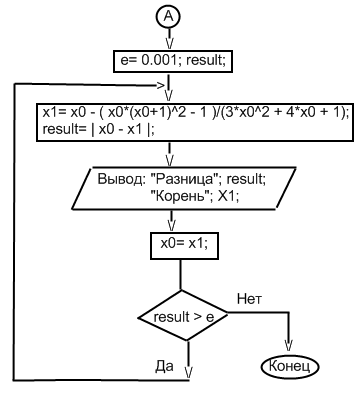 A
e= 0.001; result;
x1= x0 - ( x0*(x0+1)^2 - 1 )/(3*x0^2 + 4*x0 + 1);
result= | x0 - x1 |;
Вывод: "Разница"; result;
"Корень"; X1;
x0= x1;
result > e
Нет
Да
Конец